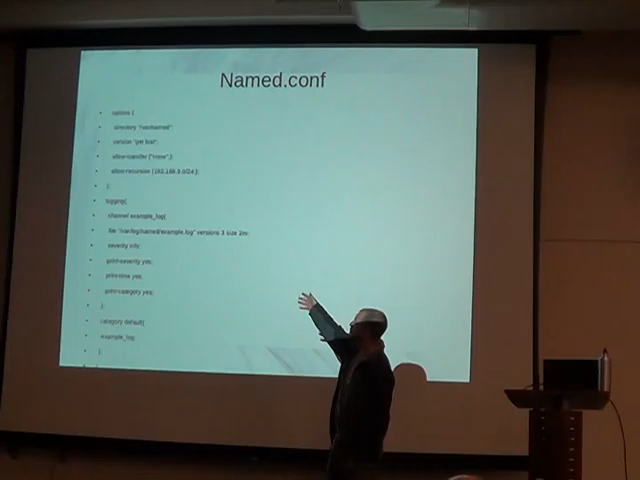 Named.conf
options {
directory "/var/named";
version "get lost";
allow-transfer {"none";};
allow-recursion {192.168.3.0/24;};
};
logging{
channel example_log{
file "/var/log/named/example.log" versions 3 size 2m;
severity info;
print-severity yes;
print-time yes;
print-category yes;
};
category default{
example_log;
};